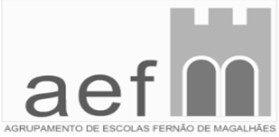 aef m
AGRUPAMENTO DE ESCOLAS FERNÃO DE MAGALHÃES